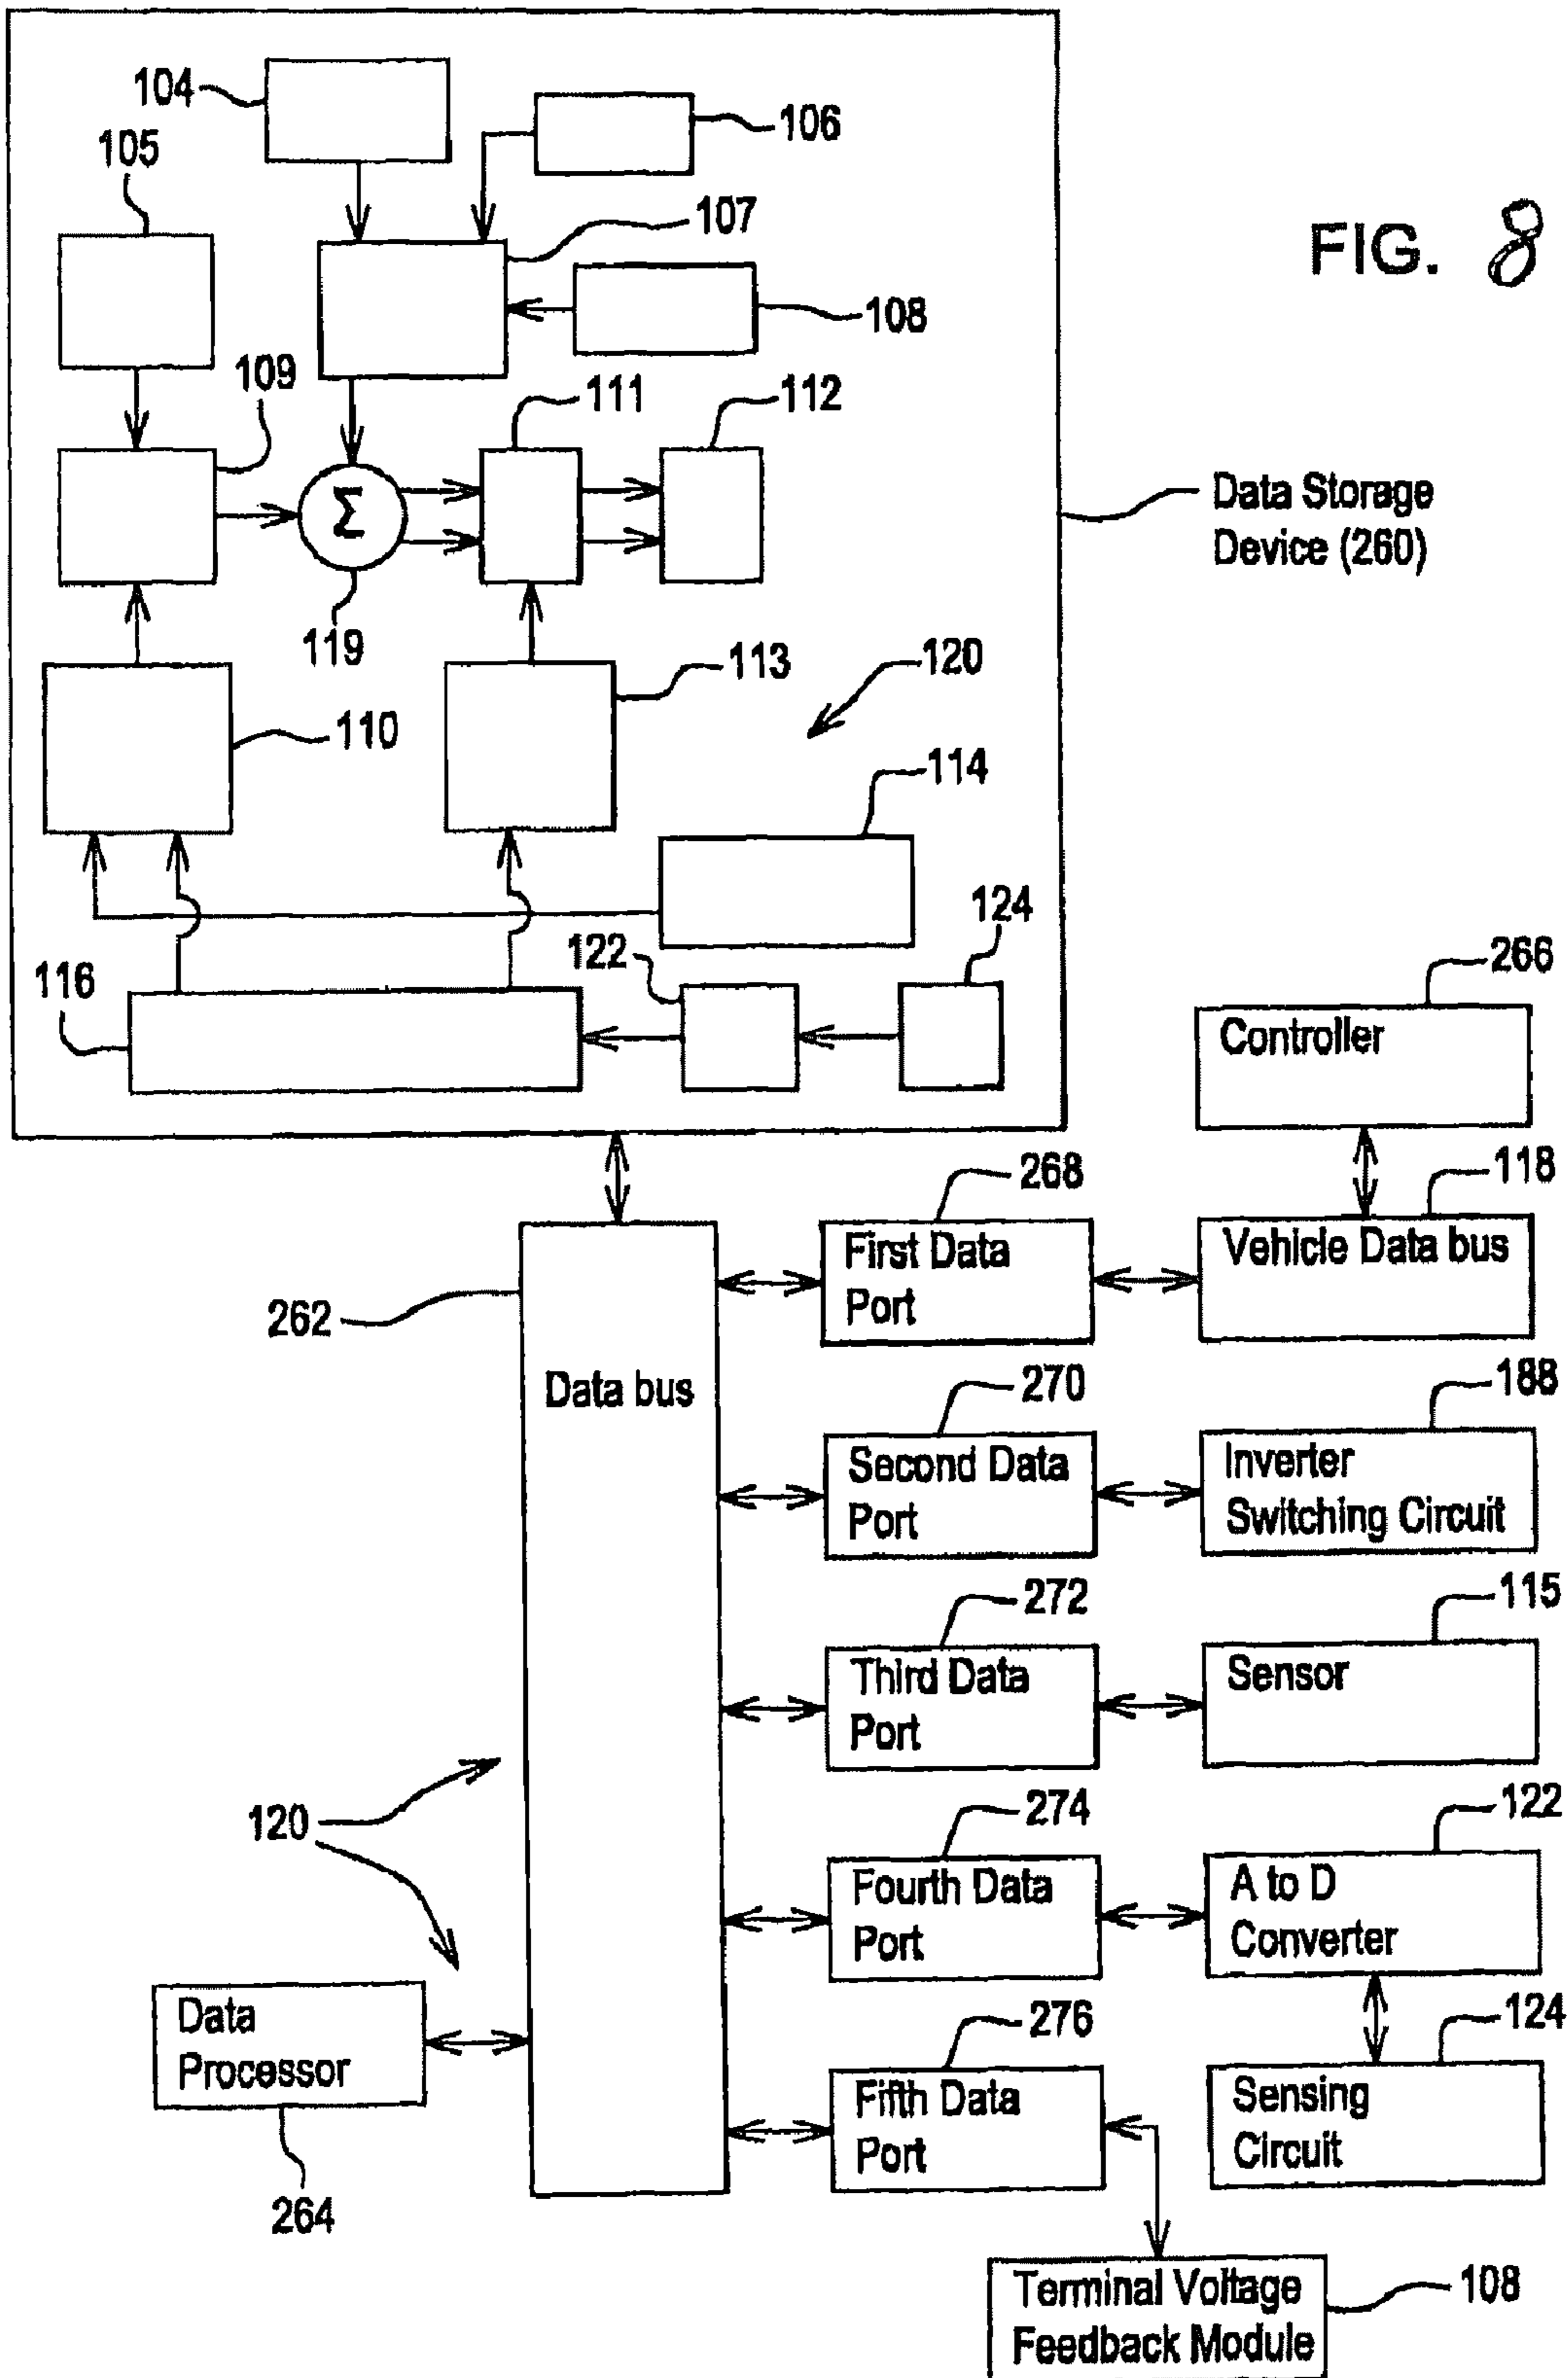 104
106
105
107
FIG. 8
108
109
111
112
Σ
Data Storage
Device (260)
119
113
120
110
114
124
122
116
266
Controller
268
118
First Data
Port
Vehicle Data bus
262
Data bus
270
188
Second Data
Port
Inverter
Switching Circuit
272
115
Third Data
Port
Sensor
120
274
122
Fourth Data
Port
A to D
Converter
Data
Processor
276
124
Fifth Data
Port
Sensing
Circuit
264
Terminal Voltage
Feedback Module
108